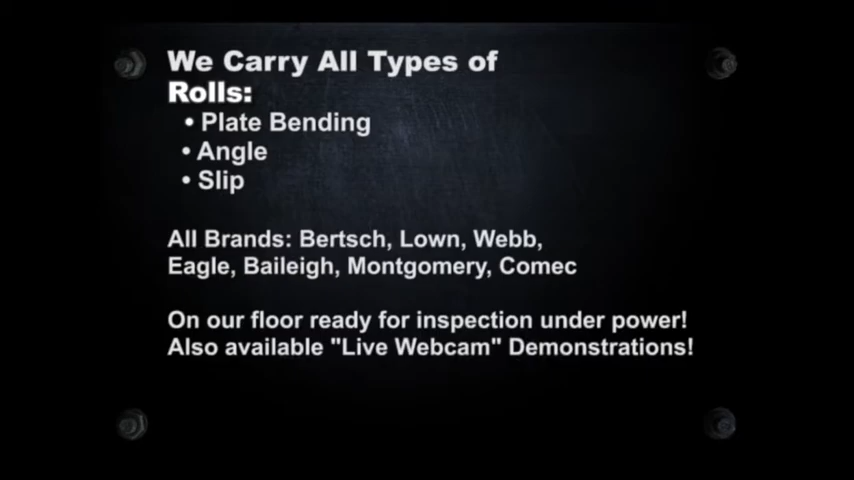 We Carry All Types of
Rolls:
• Plate Bending
• Angle
• Slip
All Brands: Bertsch, Lown, Webb,
Eagle, Baileigh, Montgomery, Comec
On our floor ready for inspection under power!
Also available "Live Webcam" Demonstrations!